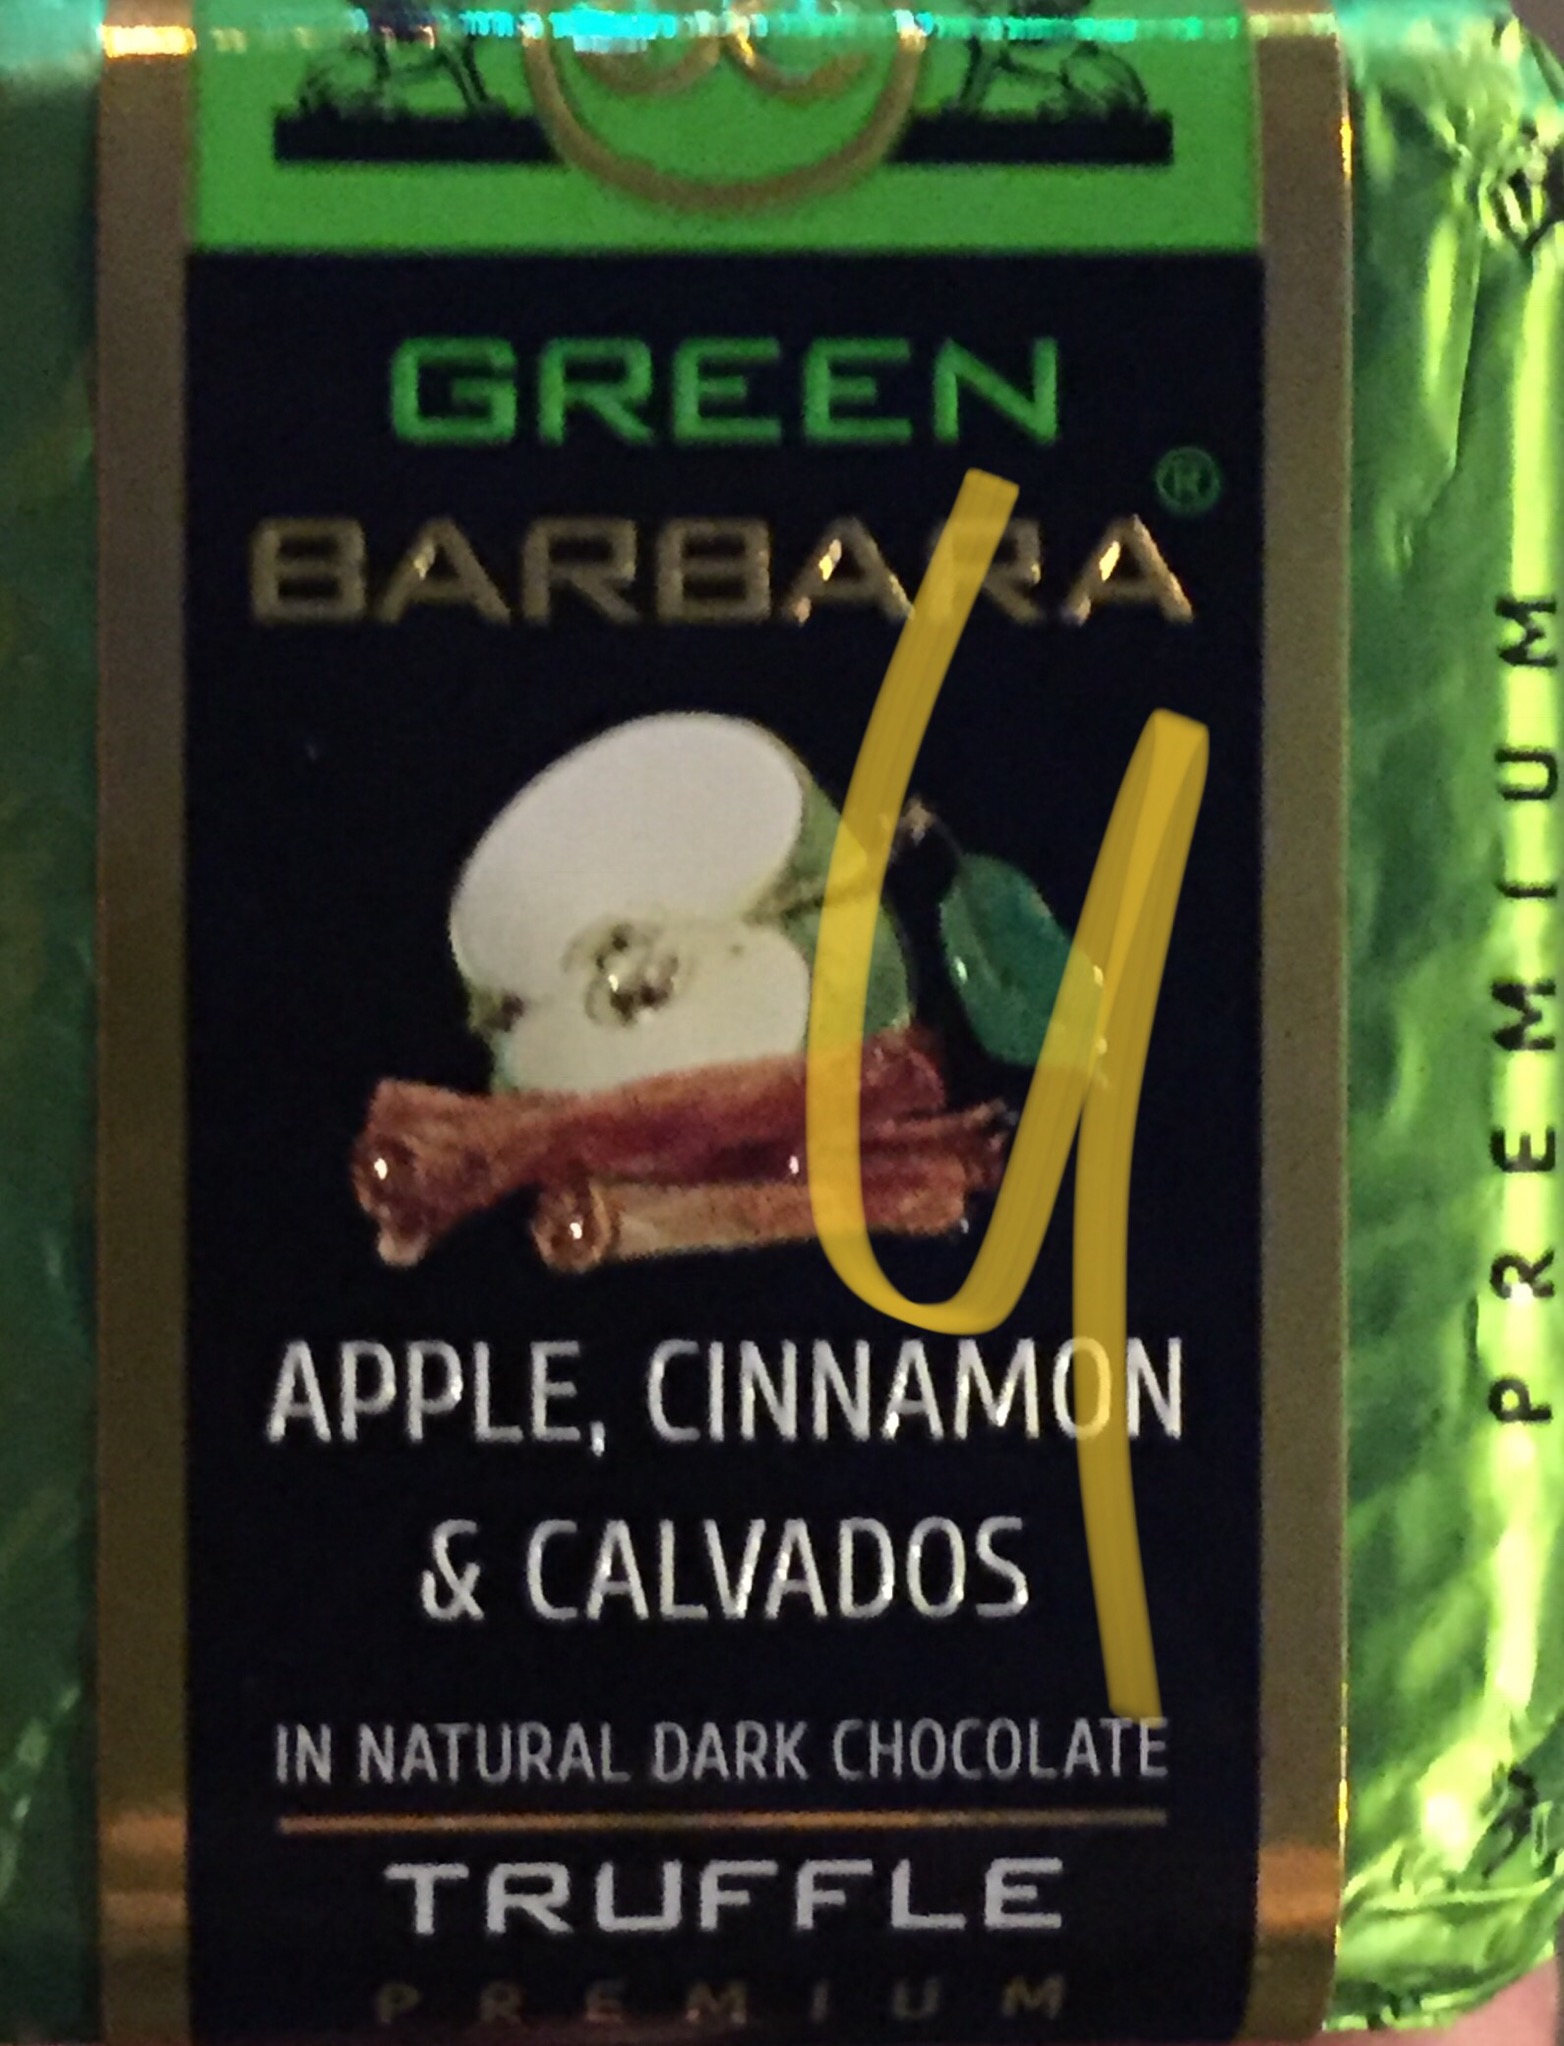 GREEN
BARBARA®
APPLE, CINNAMON
& CALVADOS
IN NATURAL DARK CHOCOLATE
TRUFFLE
PREMIUM
PREMIUM
y